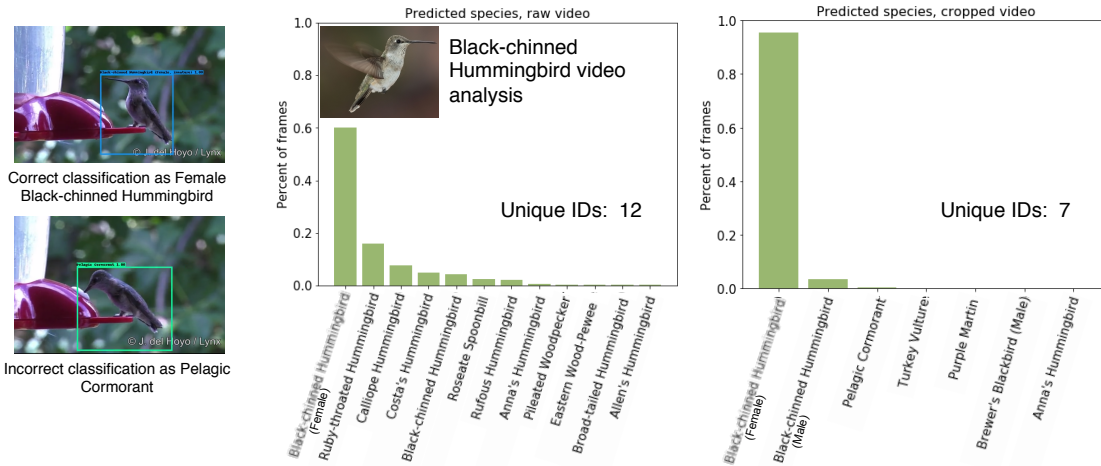 Black-chinned Hummingbird (Female,
© J. del Hoyo / Lynx
Correct classification as Female
Black-chinned Hummingbird
Pelagic Cormorant
© J. del Hoyo / Lynx
Incorrect classification as Pelagic
Cormorant
Predicted species, raw video
Black-chinned
Hummingbird video
analysis
Unique IDs: 12
Percent of frames
1.0
0.8
0.6
0.4
0.2
0.0
Black-chinned Hummingbird
(Female)
Ruby-throated Hummingbird
Calliope Hummingbird
Costa's Hummingbird
Black-chinned Hummingbird
Roseate Spoonbill
Rufous Hummingbird
Anna's Hummingbird
Pileated Woodpecker
Eastern Wood-Pewee
Broad-tailed Hummingbird
Allen's Hummingbird
Predicted species, cropped video
Unique IDs: 7
Percent of frames
1.0
0.8
0.6
0.4
0.2
0.0
Black-chinned Hummingbird
(Female)
Black-chinned Hummingbird
(Male)
Pelagic Cormorant
Turkey Vulture
Purple Martin
Brewer's Blackbird (Male)
Anna's Hummingbird